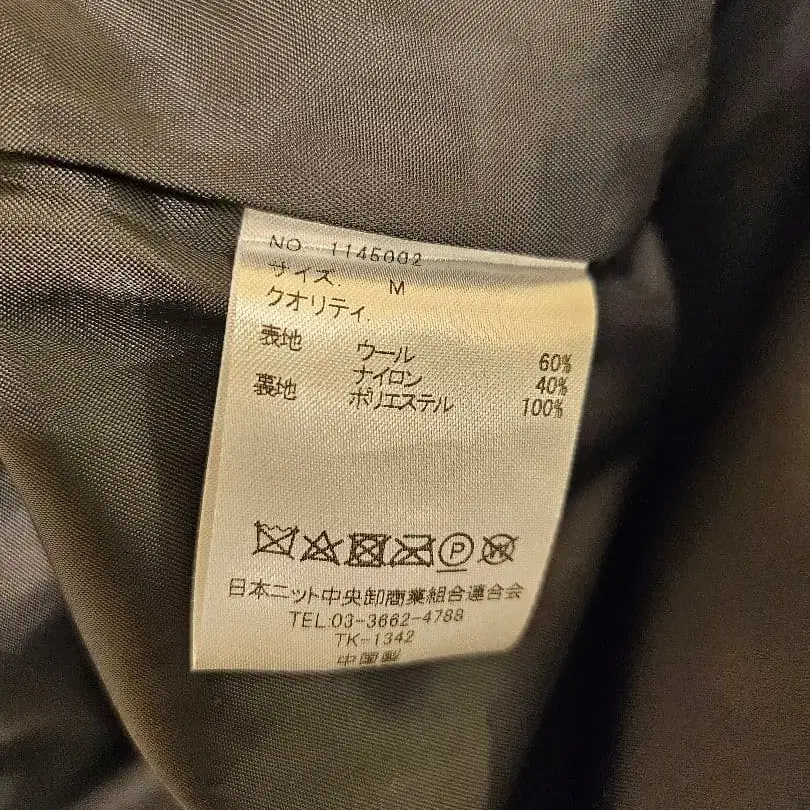 NO. 1145002
サイズ. M
クオリティ.
表地 ウール 60%
ナイロン 40%
裏地 ポリエステル 100%
P W
日本ニット中央卸商業組合連合会
TEL:03-3662-4788
TK-1342
中国製